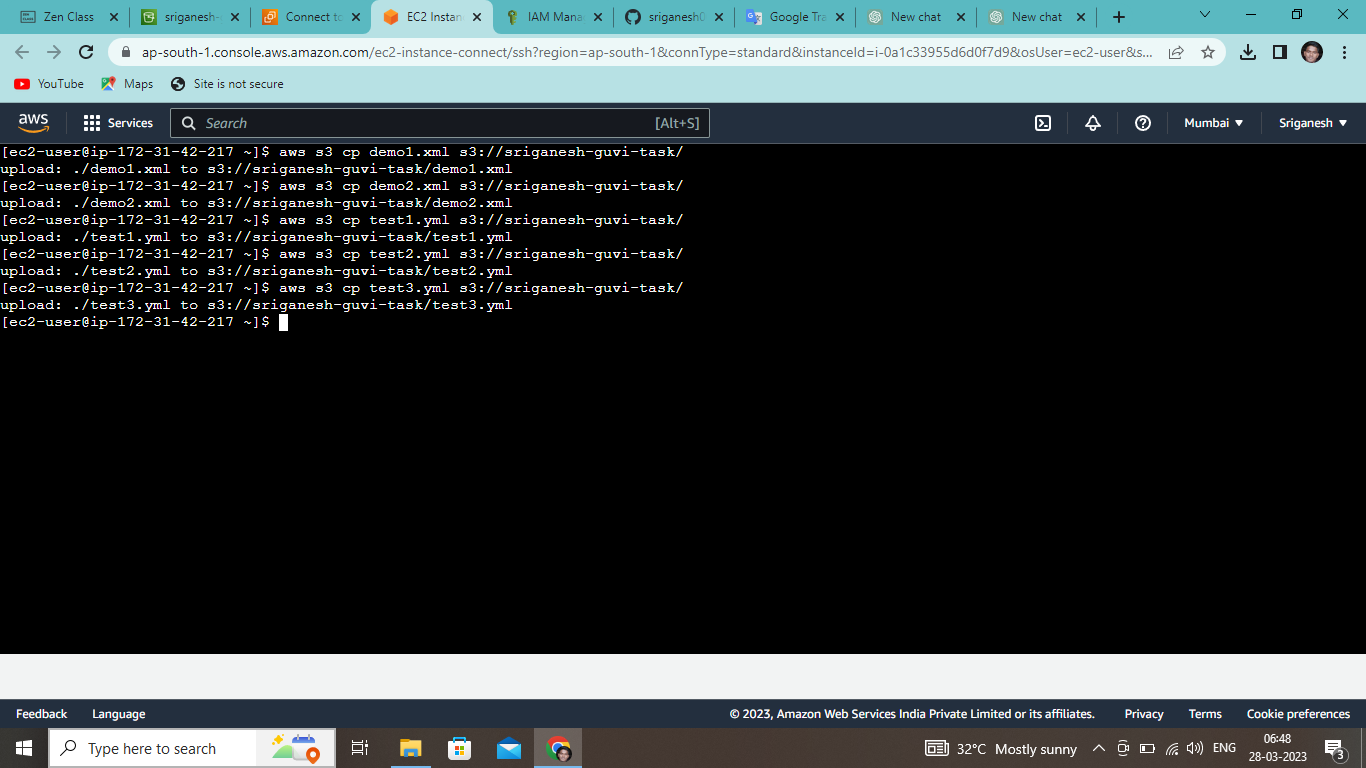 Zen Class
sriganesh-
Connect to
EC2 Instan
IAM Mana
sriganesh0
Google Tra
New chat
New chat
ap-south-1.console.aws.amazon.com/ec2-instance-connect/ssh?region=ap-south-1&connType=standard&instanceId=i-0a1c33955d6d0f7d9&osUser=ec2-user&s...
YouTube
Maps
Site is not secure
aws
Services
Search
[Alt+S]
Mumbai
Sriganesh
[ec2-user@ip-172-31-42-217 ~]$ aws s3 cp demo1.xml s3://sriganesh-guvi-task/
upload: ./demo1.xml to s3://sriganesh-guvi-task/demo1.xml
[ec2-user@ip-172-31-42-217 ~]$ aws s3 cp demo2.xml s3://sriganesh-guvi-task/
upload: ./demo2.xml to s3://sriganesh-guvi-task/demo2.xml
[ec2-user@ip-172-31-42-217 ~]$ aws s3 cp test1.yml s3://sriganesh-guvi-task/
upload: ./test1.yml to s3://sriganesh-guvi-task/test1.yml
[ec2-user@ip-172-31-42-217 ~]$ aws s3 cp test2.yml s3://sriganesh-guvi-task/
upload: ./test2.yml to s3://sriganesh-guvi-task/test2.yml
[ec2-user@ip-172-31-42-217 ~]$ aws s3 cp test3.yml s3://sriganesh-guvi-task/
upload: ./test3.yml to s3://sriganesh-guvi-task/test3.yml
[ec2-user@ip-172-31-42-217 ~]$
Feedback
Language
© 2023, Amazon Web Services India Private Limited or its affiliates.
Privacy
Terms
Cookie preferences
Type here to search
32°C Mostly sunny
ENG
06:48
28-03-2023
3